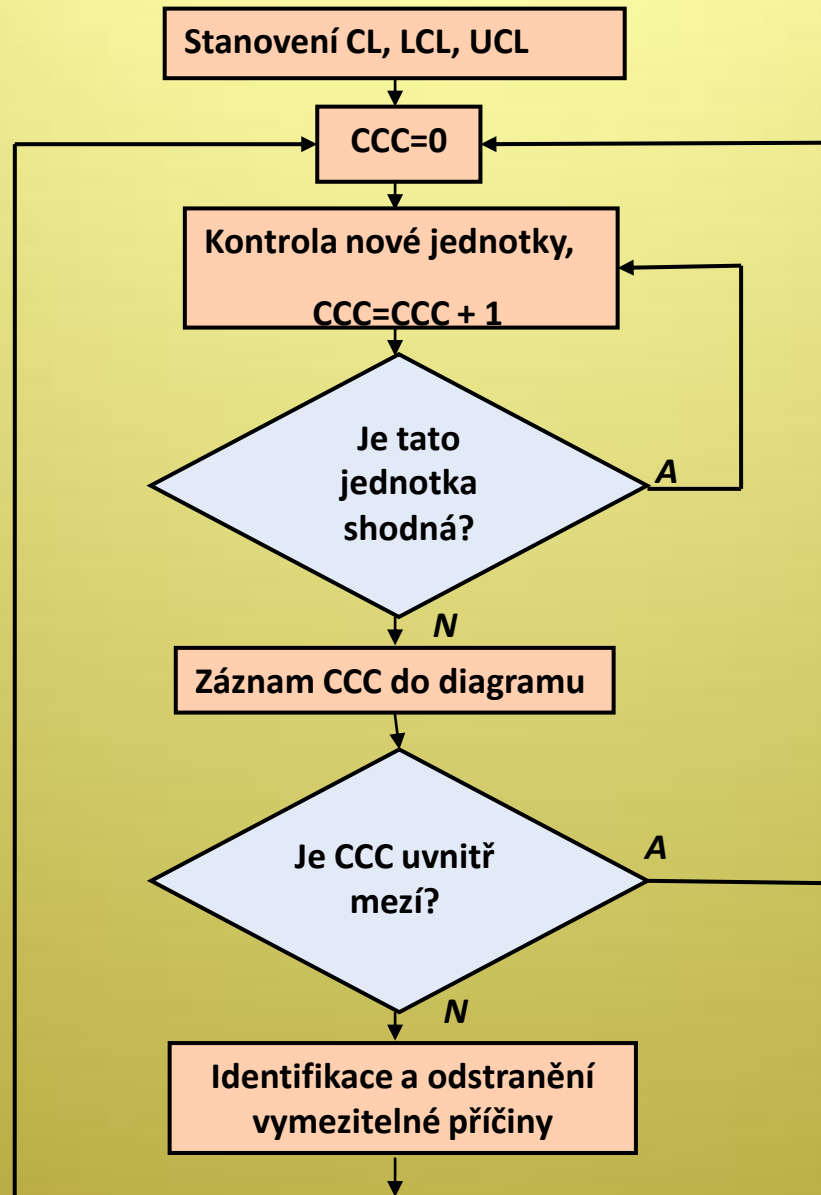 Stanovení CL, LCL, UCL
CCC=0
Kontrola nové jednotky,
CCC=CCC + 1
Je tato
jednotka
shodná?
A
N
Záznam CCC do diagramu
Je CCC uvnitř
mezí?
A
N
Identifikace a odstranění
vymezitelné příčiny